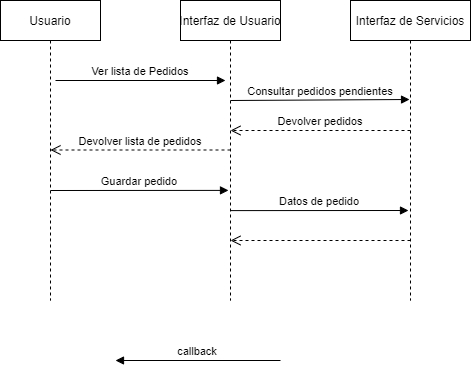 Usuario
Interfaz de Usuario
Interfaz de Servicios
Ver lista de Pedidos
Consultar pedidos pendientes
Devolver pedidos
Devolver lista de pedidos
Guardar pedido
Datos de pedido
callback